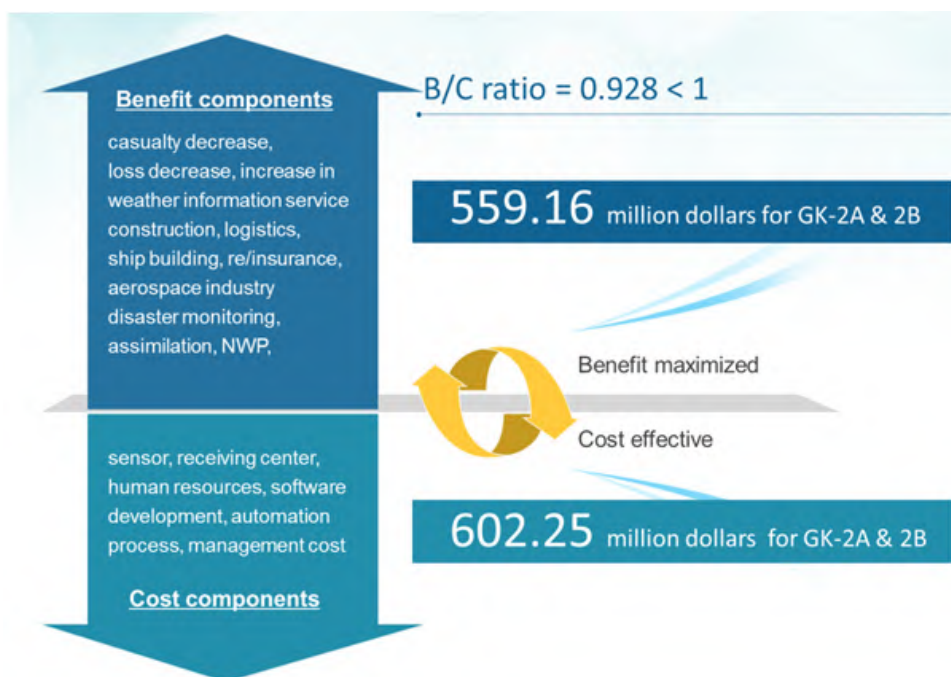 Benefit components
casualty decrease,
loss decrease, increase in
weather information service
construction, logistics,
ship building, re/insurance,
aerospace industry
disaster monitoring,
assimilation, NWP,
B/C ratio = 0.928 < 1
559.16 million dollars for GK-2A & 2B
Benefit maximized
Cost effective
sensor, receiving center,
human resources, software
development, automation
process, management cost
Cost components
602.25 million dollars for GK-2A & 2B